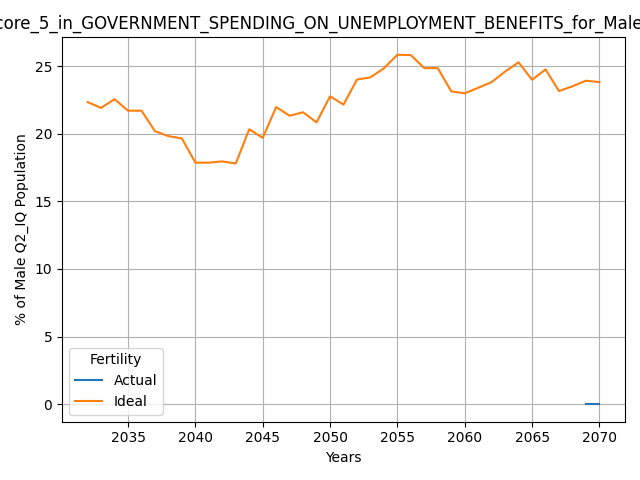 core_5_in_GOVERNMENT_SPENDING_ON_UNEMPLOYMENT_BENEFITS_for_Male
25
20
15
10
5
0
% of Male Q2_IQ Population
Fertility
Actual
Ideal
2035 2040 2045 2050 2055 2060 2065 2070
Years